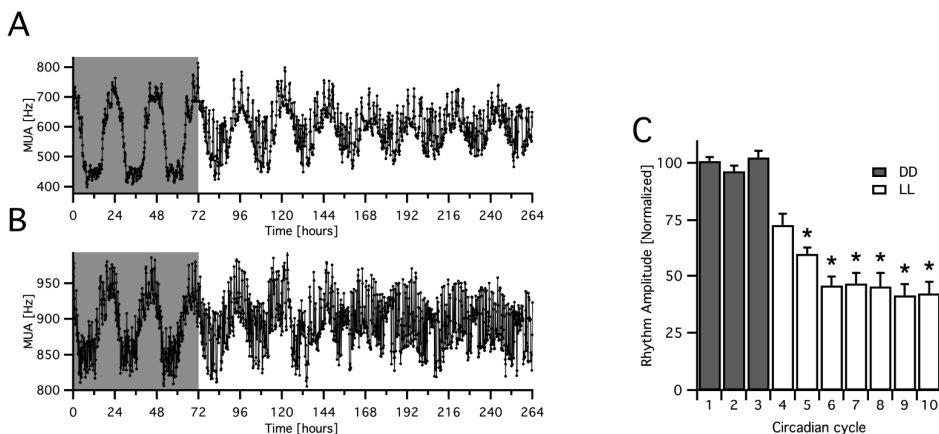 A
MUA [Hz]
800
700
600
500
400
0 24 48 72 96 120 144 168 192 216 240 264
Time [hours]
B
MUA [Hz]
950
900
850
800
0 24 48 72 96 120 144 168 192 216 240 264
Time [hours]
C
Rhythm Amplitude [Normalized]
100
75
50
25
0
DD
LL
* * * * * *
1 2 3 4 5 6 7 8 9 10
Circadian cycle